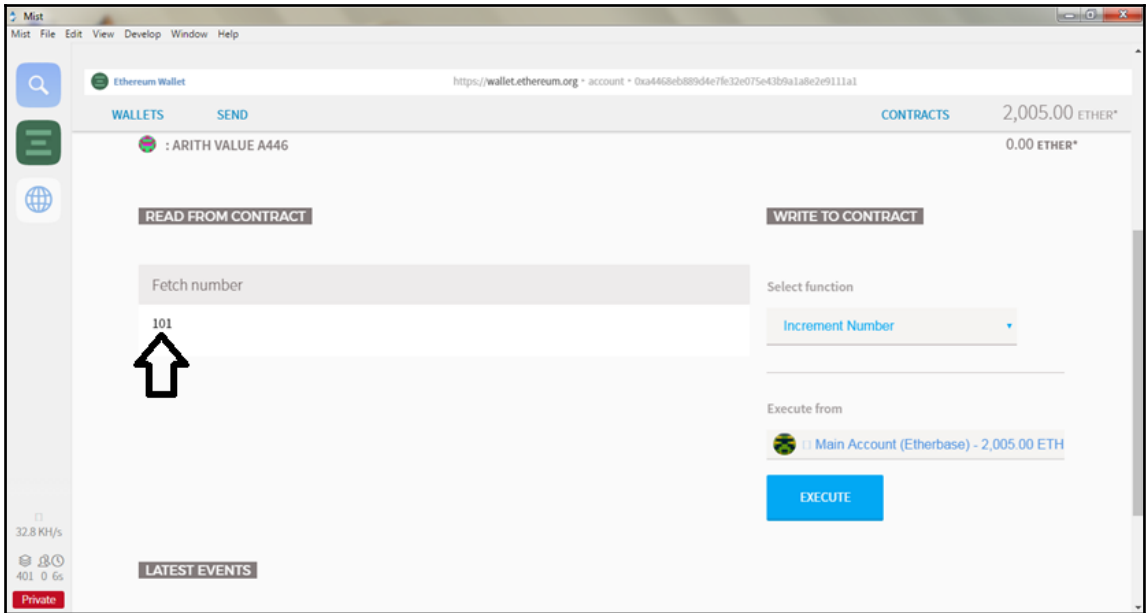 Mist
Mist File Edit View Develop Window Help
Ethereum Wallet https://wallet.ethereum.org • account • 0xa4468eb889d4e7fe32e075e43b9a1a8e2e9111a1
WALLETS SEND CONTRACTS 2,005.00 ETHER*
: ARITH VALUE A446 0.00 ETHER*
READ FROM CONTRACT WRITE TO CONTRACT
Fetch number
Select function
101
Increment Number
Execute from
Main Account (Etherbase) - 2,005.00 ETH
EXECUTE
32.8 KH/s
401 0 6s
LATEST EVENTS
Private